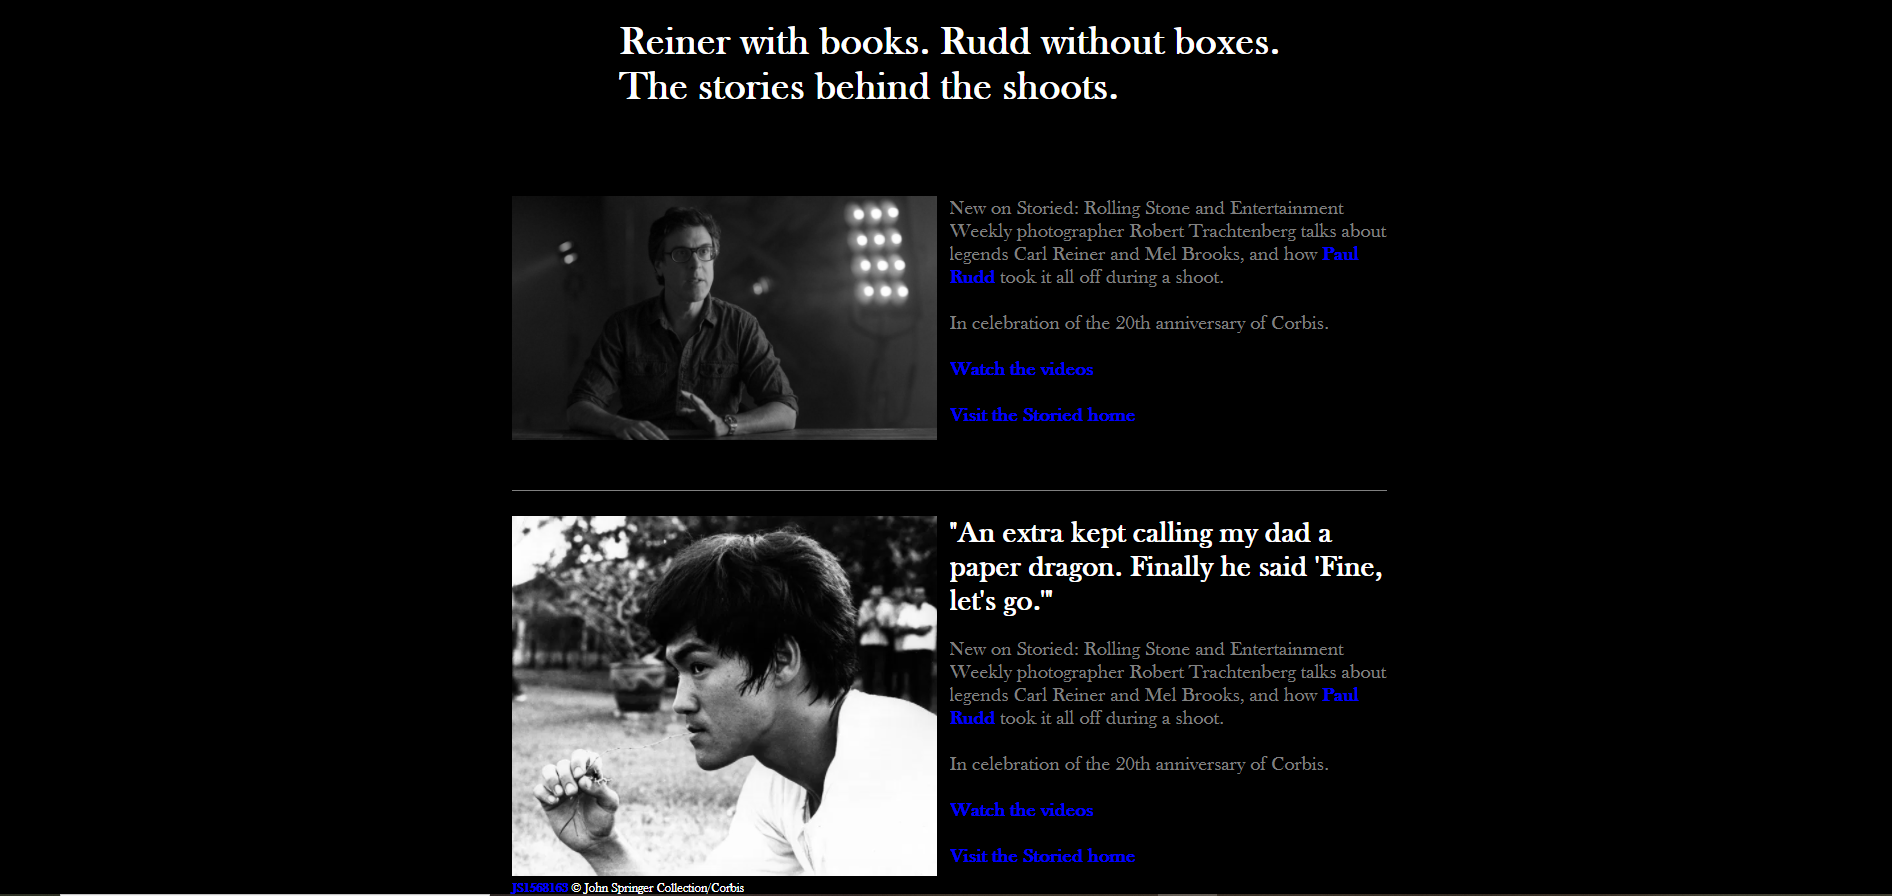 Reiner with books. Rudd without boxes.
The stories behind the shoots.
New on Storied: Rolling Stone and Entertainment
Weekly photographer Robert Trachtenberg talks about
legends Carl Reiner and Mel Brooks, and how Paul
Rudd took it all off during a shoot.
In celebration of the 20th anniversary of Corbis.
Watch the videos
Visit the Storied home
"An extra kept calling my dad a
paper dragon. Finally he said 'Fine,
let's go.'"
New on Storied: Rolling Stone and Entertainment
Weekly photographer Robert Trachtenberg talks about
legends Carl Reiner and Mel Brooks, and how Paul
Rudd took it all off during a shoot.
In celebration of the 20th anniversary of Corbis.
Watch the videos
Visit the Storied home
JS1568163 © John Springer Collection/Corbis